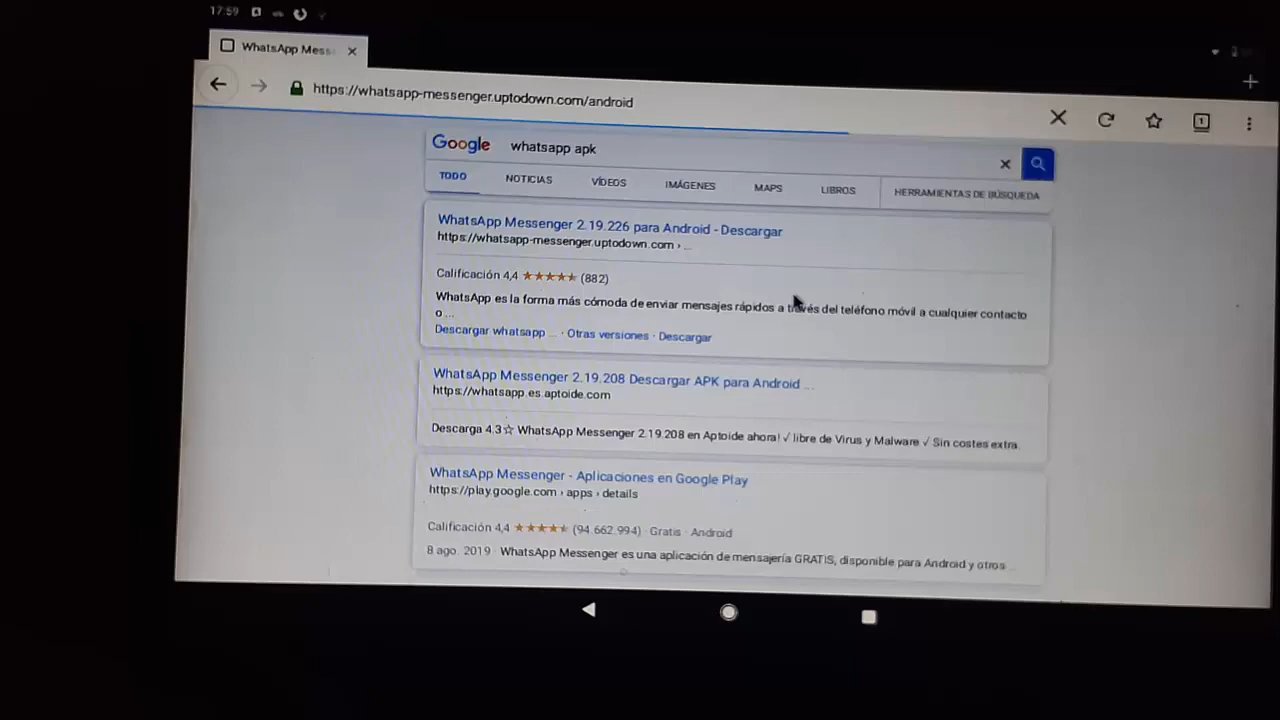 17:59
WhatsApp Mess
https://whatsapp-messenger.uptodown.com/android
1
Google whatsapp apk
TODO NOTICIAS VÍDEOS IMÁGENES MAPS LIBROS HERRAMIENTAS DE BÚSQUEDA
WhatsApp Messenger 2.19.226 para Android - Descargar
https://whatsapp-messenger.uptodown.com › ...
Calificación 4,4 ★★★★★ (882)
WhatsApp es la forma más cómoda de enviar mensajes rápidos a través del teléfono móvil a cualquier contacto
o ...
Descargar whatsapp ... · Otras versiones · Descargar
WhatsApp Messenger 2.19.208 Descargar APK para Android ...
https://whatsapp.es.aptoide.com
Descarga 4.3☆ WhatsApp Messenger 2.19.208 en Aptoide ahora! √ libre de Virus y Malware √ Sin costes extra.
WhatsApp Messenger - Aplicaciones en Google Play
https://play.google.com › apps › details
Calificación 4,4 ★★★★★ (94.662.994) · Gratis · Android
8 ago. 2019 · WhatsApp Messenger es una aplicación de mensajería GRATIS, disponible para Android y otros ...